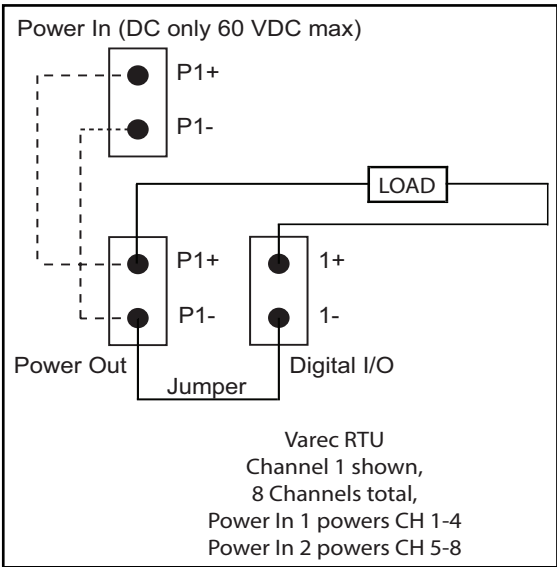 Power In (DC only 60 VDC max)
P1+
P1-
LOAD
P1+
1+
P1-
1-
Power Out
Digital I/O
Jumper
Varec RTU
Channel 1 shown,
8 Channels total,
Power In 1 powers CH 1-4
Power In 2 powers CH 5-8